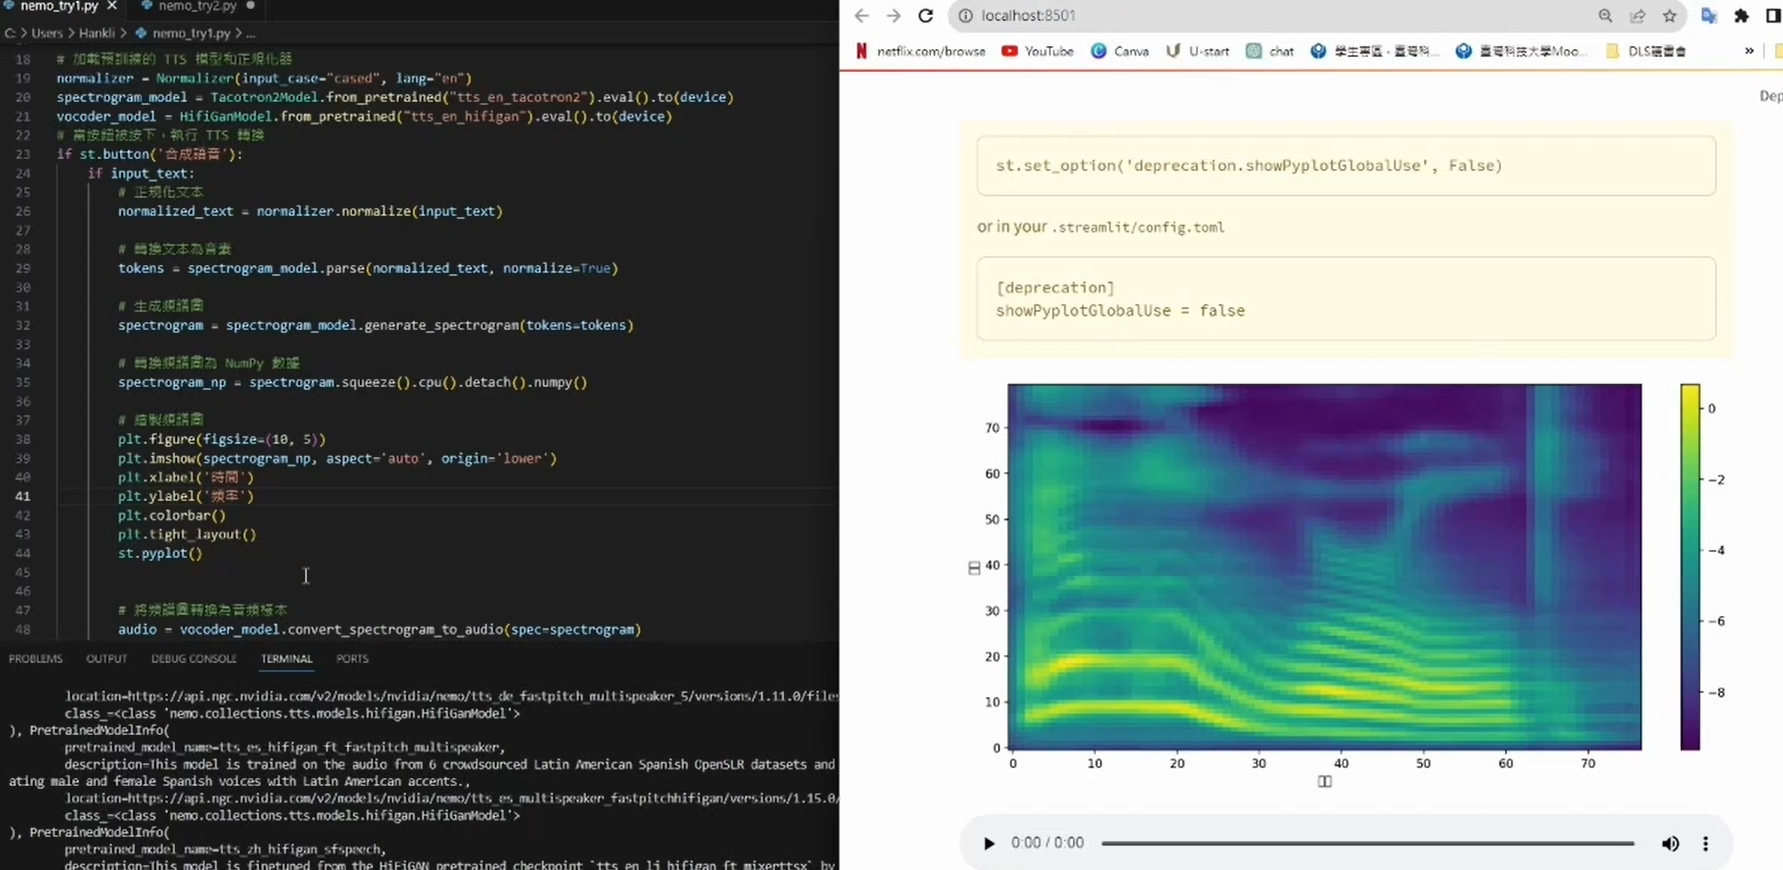 nemo_try1.py
nemo_try2.py
C: > Users > Hankli > nemo_try1.py > ...
18 # 加載預訓練的 TTS 模型和正規化器
19 normalizer = Normalizer(input_case="cased", lang="en")
20 spectrogram_model = Tacotron2Model.from_pretrained("tts_en_tacotron2").eval().to(device)
21 vocoder_model = HifiGanModel.from_pretrained("tts_en_hifigan").eval().to(device)
22 # 當按鈕被按下，執行 TTS 轉換
23 if st.button('合成語音'):
24 if input_text:
25 # 正規化文本
26 normalized_text = normalizer.normalize(input_text)
27
28 # 轉換文本為音素
29 tokens = spectrogram_model.parse(normalized_text, normalize=True)
30
31 # 生成頻譜圖
32 spectrogram = spectrogram_model.generate_spectrogram(tokens=tokens)
33
34 # 轉換頻譜圖為 NumPy 數據
35 spectrogram_np = spectrogram.squeeze().cpu().detach().numpy()
36
37 # 繪製頻譜圖
38 plt.figure(figsize=(10, 5))
39 plt.imshow(spectrogram_np, aspect='auto', origin='lower')
40 plt.xlabel('時間')
41 plt.ylabel('頻率')
42 plt.colorbar()
43 plt.tight_layout()
44 st.pyplot()
45
46
47 # 將頻譜圖轉換為音頻樣本
48 audio = vocoder_model.convert_spectrogram_to_audio(spec=spectrogram)
PROBLEMS OUTPUT DEBUG CONSOLE TERMINAL PORTS
location=https://api.ngc.nvidia.com/v2/models/nvidia/nemo/tts_de_fastpitch_multispeaker_5/versions/1.11.0/files
class_=<class 'nemo.collections.tts.models.hifigan.HifiGanModel'>
), PretrainedModelInfo(
pretrained_model_name=tts_es_hifigan_ft_fastpitch_multispeaker,
description=This model is trained on the audio from 6 crowdsourced Latin American Spanish OpenSLR datasets and
ating male and female Spanish voices with Latin American accents.,
location=https://api.ngc.nvidia.com/v2/models/nvidia/nemo/tts_es_multispeaker_fastpitchhifigan/versions/1.15.0/
class_=<class 'nemo.collections.tts.models.hifigan.HifiGanModel'>
), PretrainedModelInfo(
pretrained_model_name=tts_zh_hifigan_sfspeech,
description=This model is finetuned from the HiFiGAN pretrained checkpoint `tts_en_lj_hifigan_ft_mixerttsx` by
localhost:8501
netflix.com/browse YouTube Canva U-start chat 學生專區 - 臺灣科... 臺灣科技大學Moo... DLS讀書會 »
Dep
st.set_option('deprecation.showPyplotGlobalUse', False)
or in your .streamlit/config.toml
[deprecation]
showPyplotGlobalUse = false
70
60
50
40
30
20
10
0
0 10 20 30 40 50 60 70
0
−2
−4
−6
−8
0:00 / 0:00